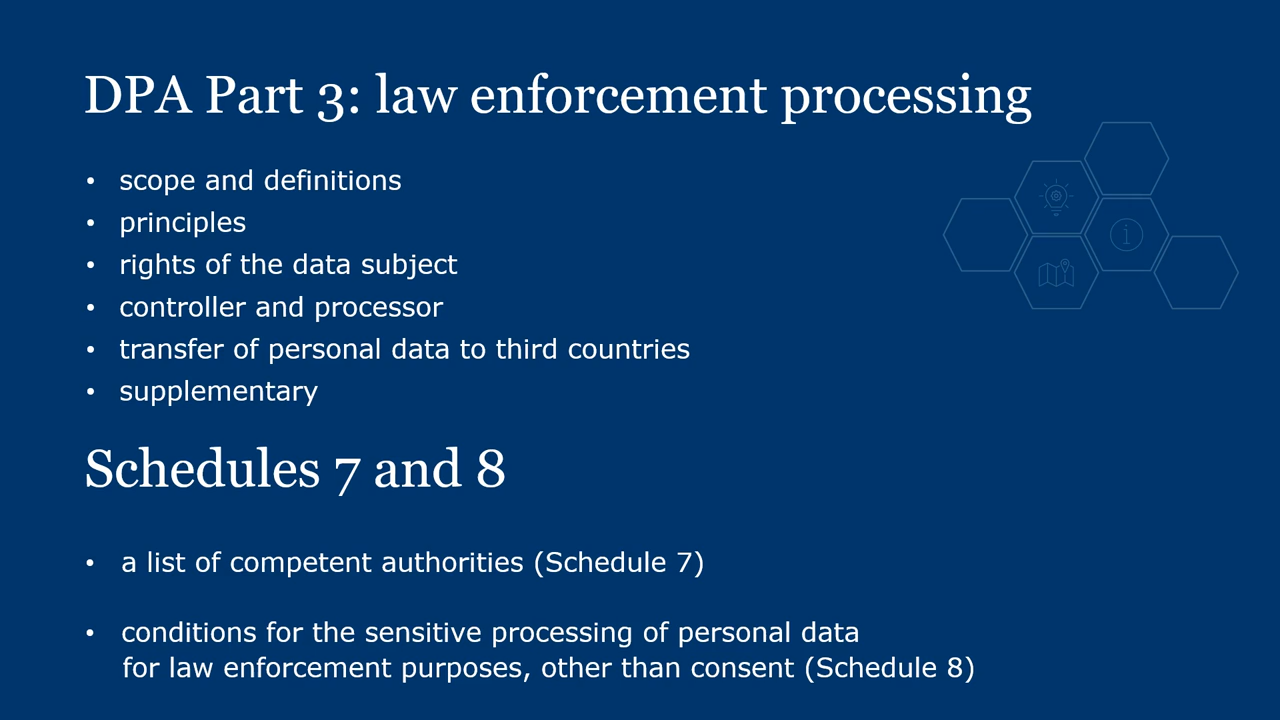 DPA Part 3: law enforcement processing
• scope and definitions
• principles
• rights of the data subject
• controller and processor
• transfer of personal data to third countries
• supplementary
Schedules 7 and 8
• a list of competent authorities (Schedule 7)
• conditions for the sensitive processing of personal data
for law enforcement purposes, other than consent (Schedule 8)